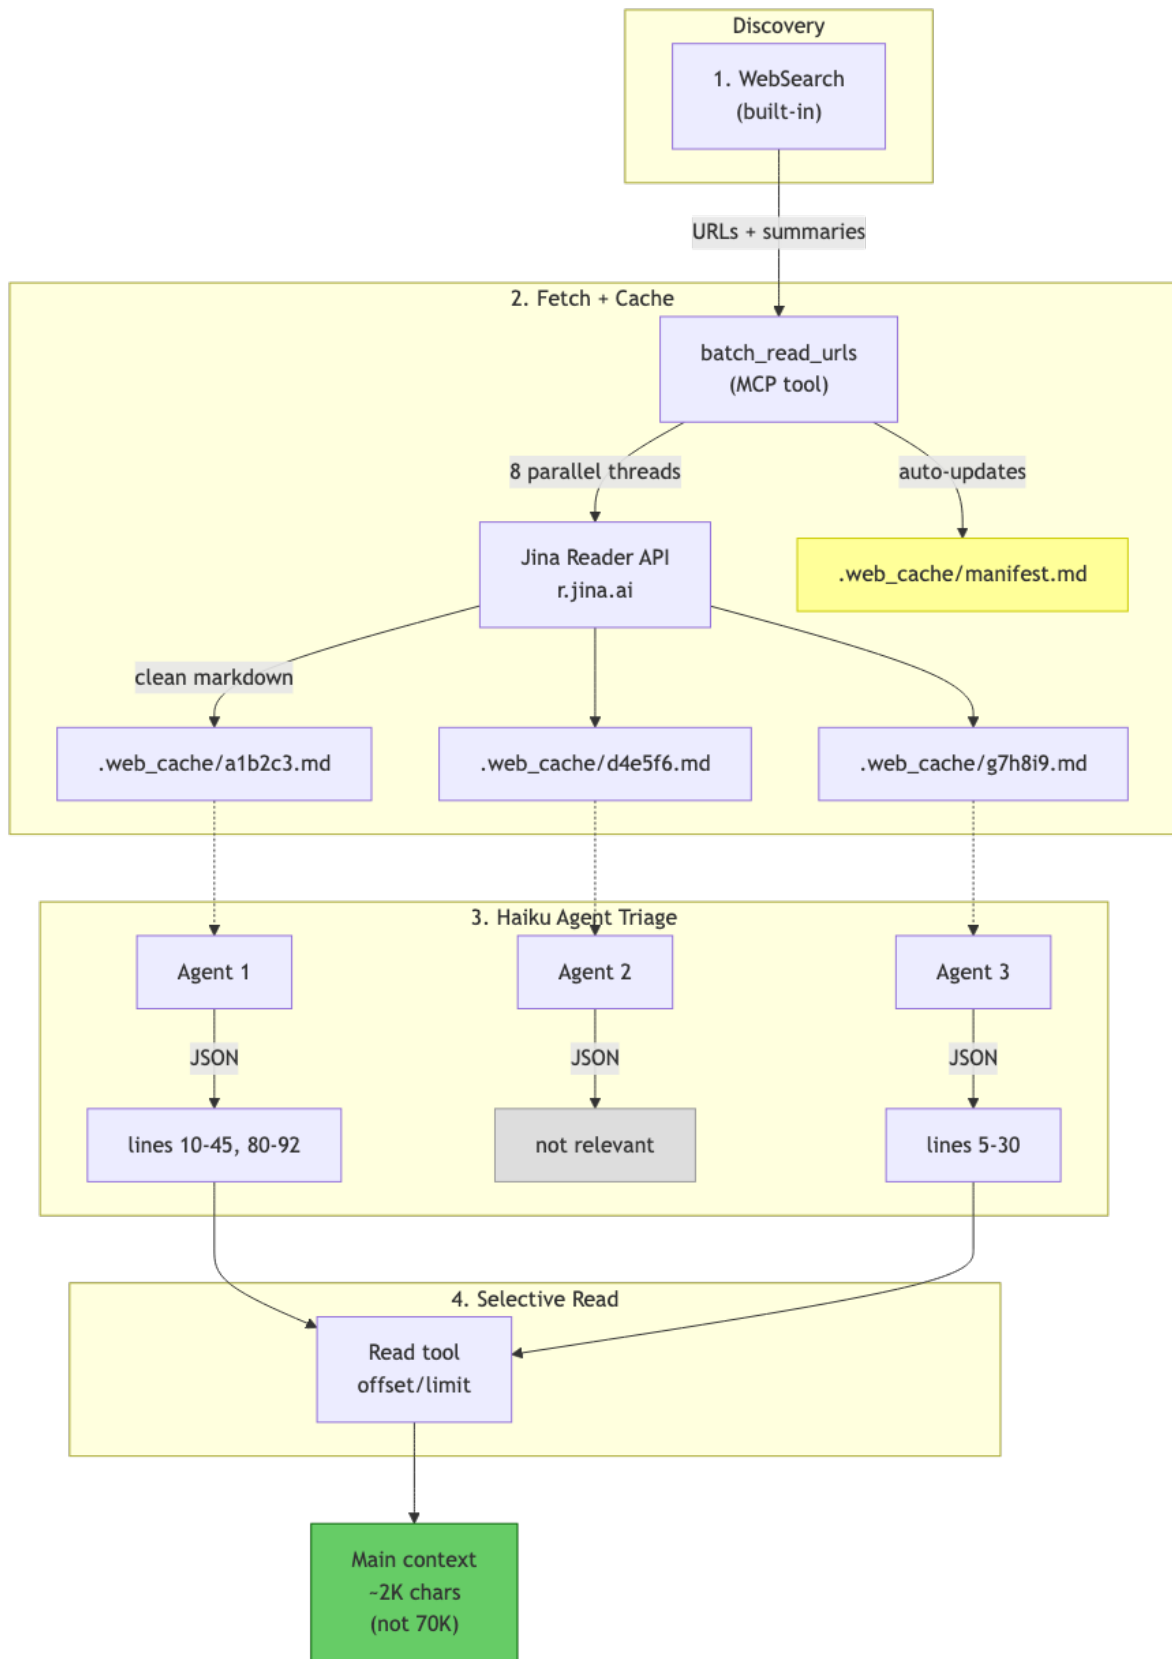 Discovery
1. WebSearch
(built-in)
URLs + summaries
2. Fetch + Cache
batch_read_urls
(MCP tool)
8 parallel threads
auto-updates
Jina Reader API
r.jina.ai
.web_cache/manifest.md
clean markdown
.web_cache/a1b2c3.md
.web_cache/d4e5f6.md
.web_cache/g7h8i9.md
3. Haiku Agent Triage
Agent 1
Agent 2
Agent 3
JSON
JSON
JSON
lines 10-45, 80-92
not relevant
lines 5-30
4. Selective Read
Read tool
offset/limit
Main context
~2K chars
(not 70K)